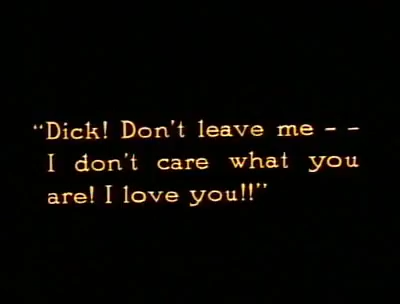 "Dick! Don't leave me - -
I don't care what you
are! I love you!!"